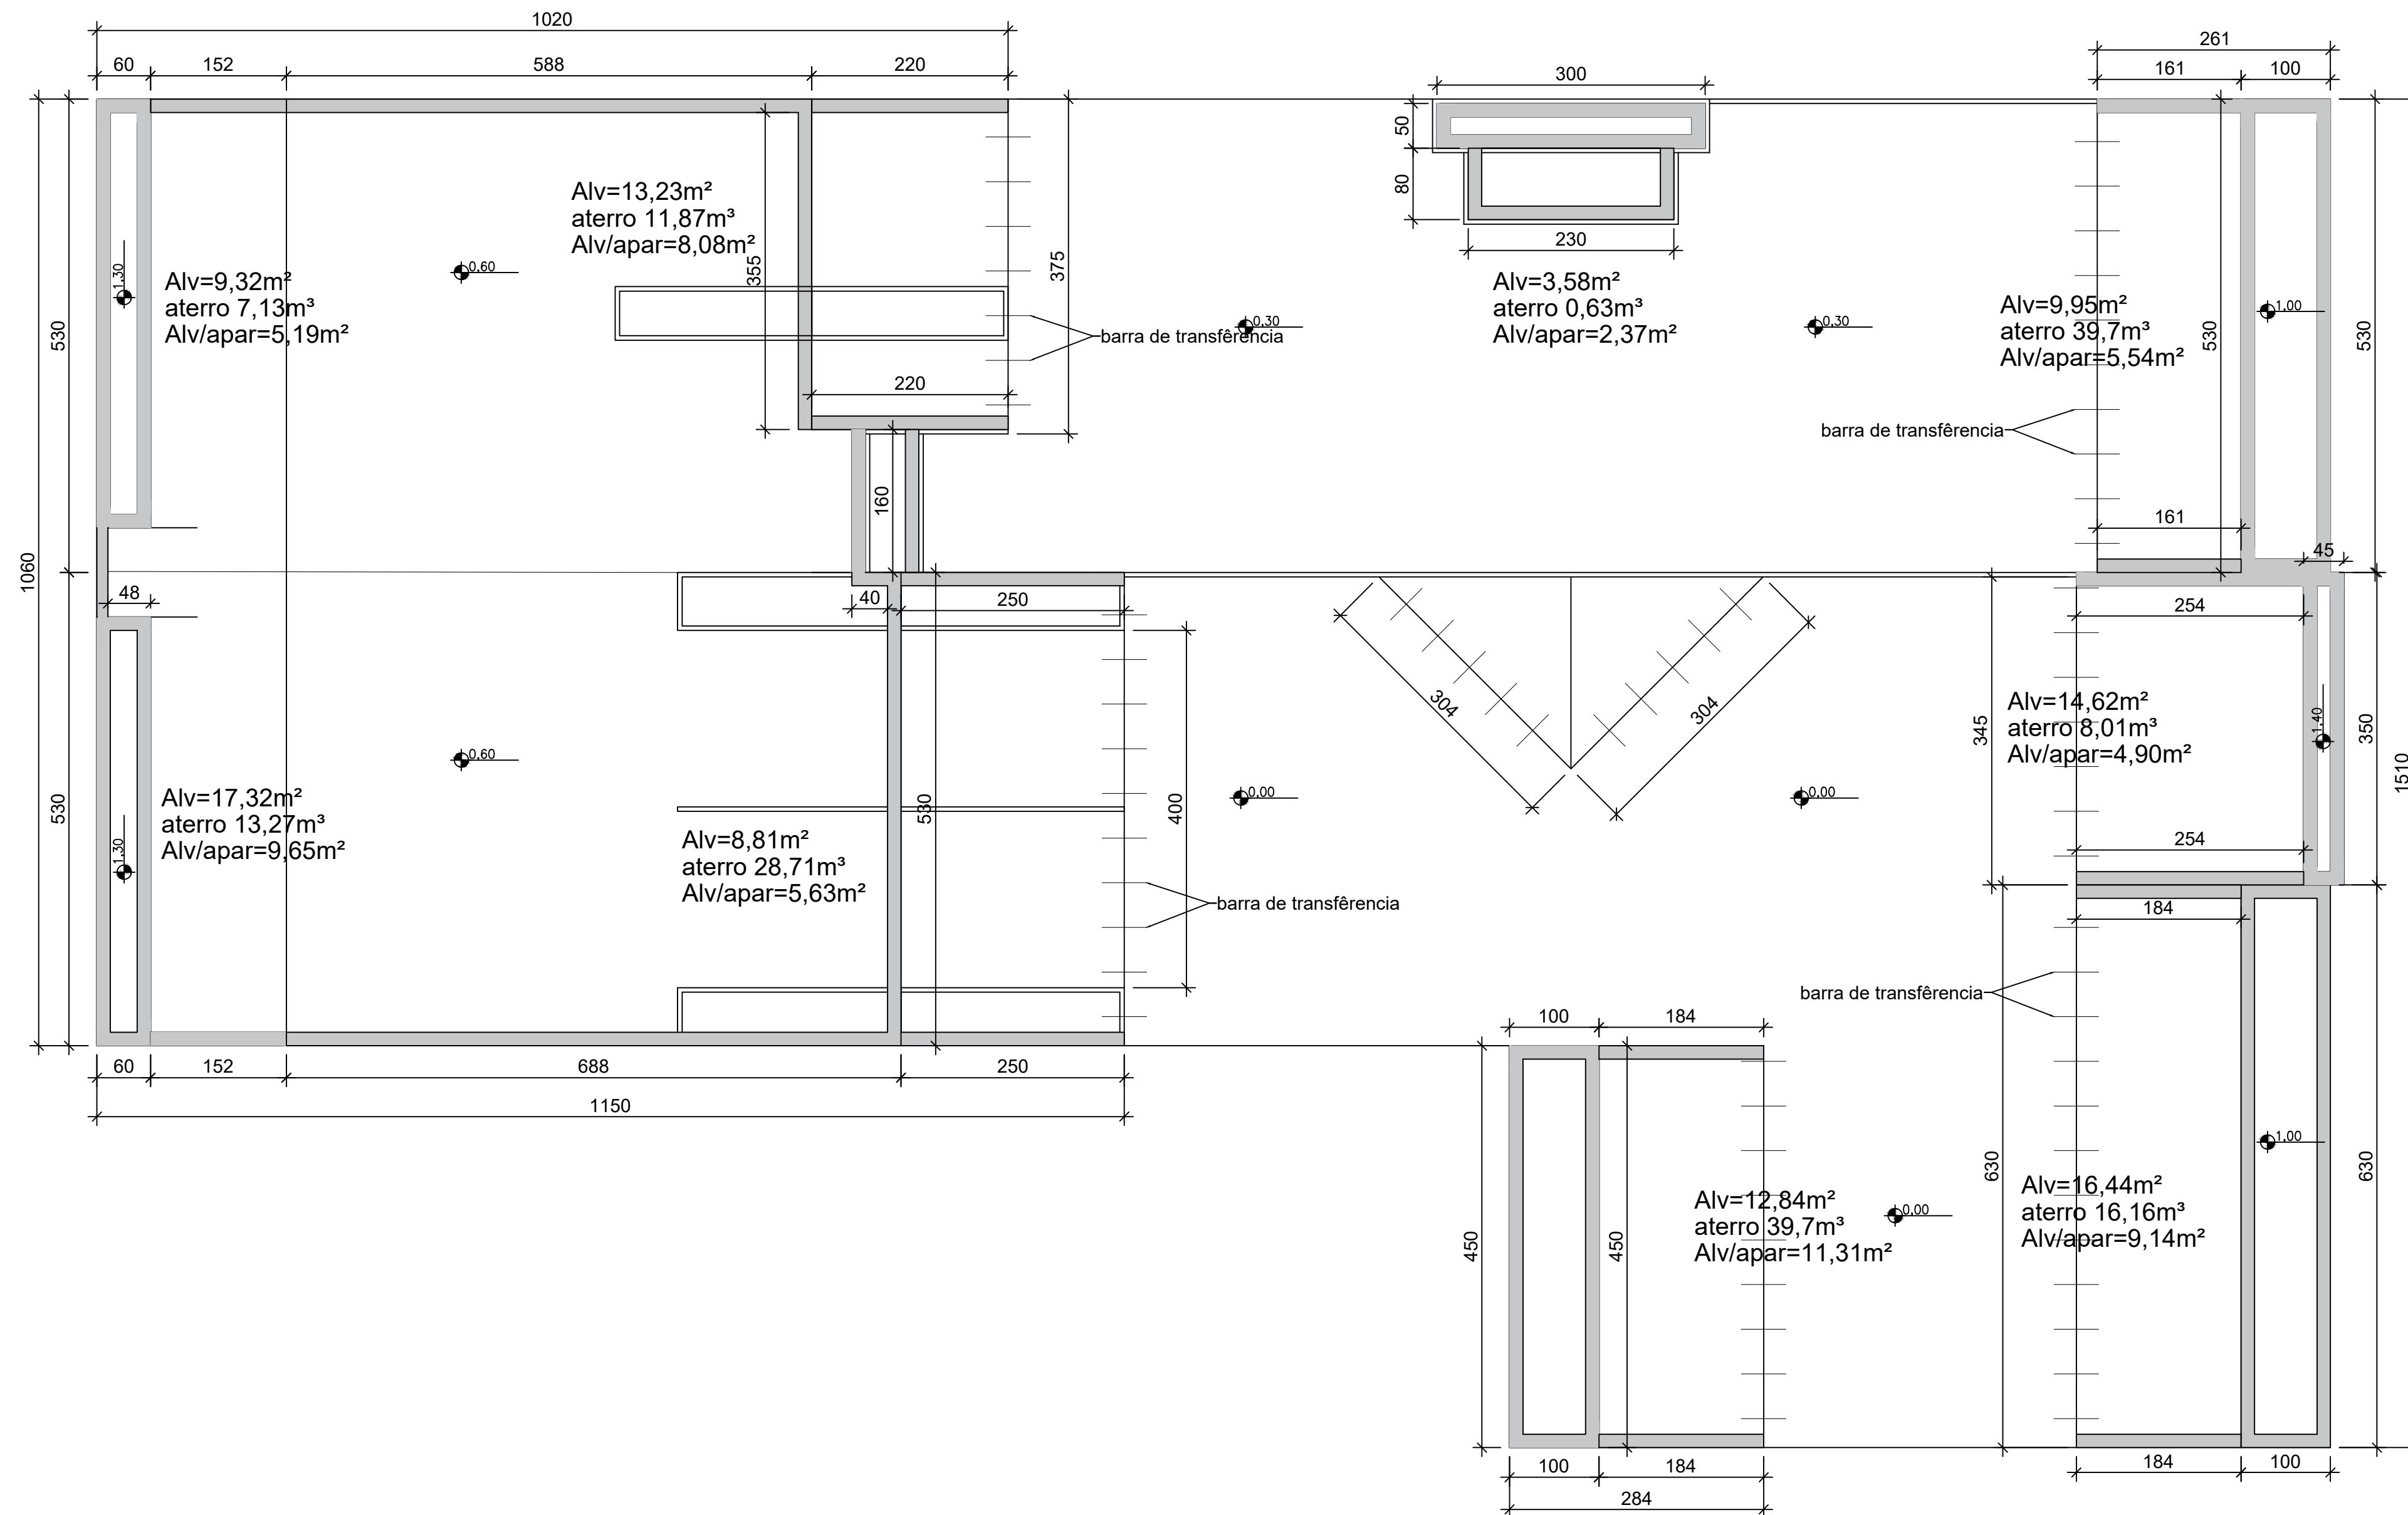 1020
261
60
152
588
220
300
161
100
50
Alv=13,23m²
aterro 11,87m³
Alv/apar=8,08m²
355
375
80
230
1,30
Alv=9,32m²
aterro 7,13m³
Alv/apar=5,19m²
0,60
Alv=3,58m²
aterro 0,63m³
Alv/apar=2,37m²
Alv=9,95m²
aterro 39,7m³
Alv/apar=5,54m²
1,00
530
530
530
0,30
0,30
barra de transfêrencia
220
barra de transfêrencia
160
161
45
1060
48
40
250
254
304
304
345
Alv=14,62m²
aterro 8,01m³
Alv/apar=4,90m²
1,40
350
1510
0,60
0,00
0,00
530
Alv=17,32m²
aterro 13,27m³
Alv/apar=9,65m²
1,30
530
400
Alv=8,81m²
aterro 28,71m³
Alv/apar=5,63m²
254
barra de transfêrencia
184
barra de transfêrencia
100
184
60
152
688
250
1150
1,00
630
630
Alv=12,84m²
aterro 39,7m³
Alv/apar=11,31m²
0,00
Alv=16,44m²
aterro 16,16m³
Alv/apar=9,14m²
450
450
100
184
184
100
284